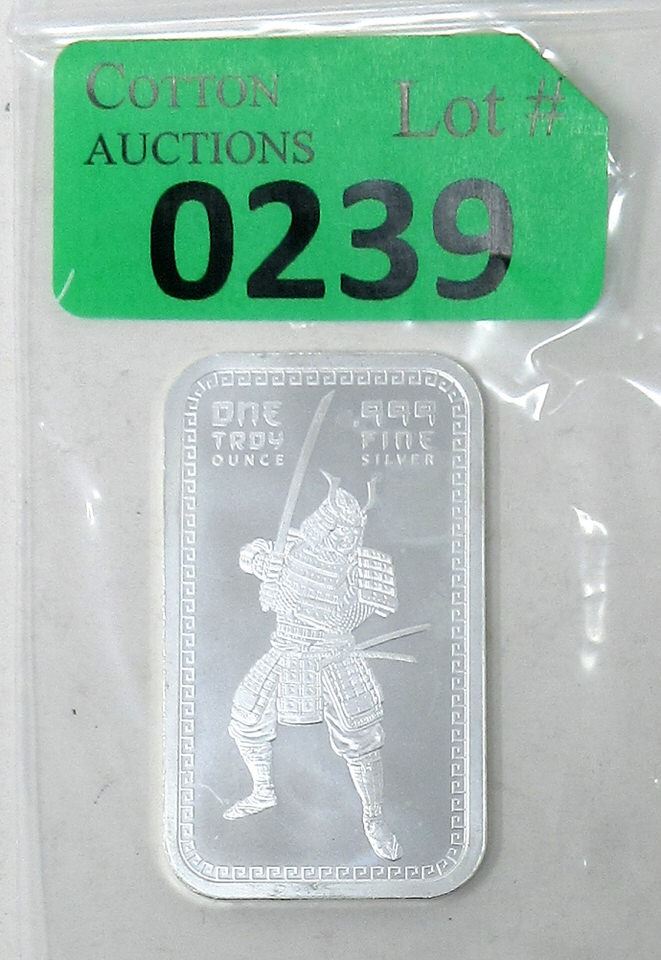 COTTON Lot #
AUCTIONS
0239
ONE .999
TROY FINE
OUNCE SILVER